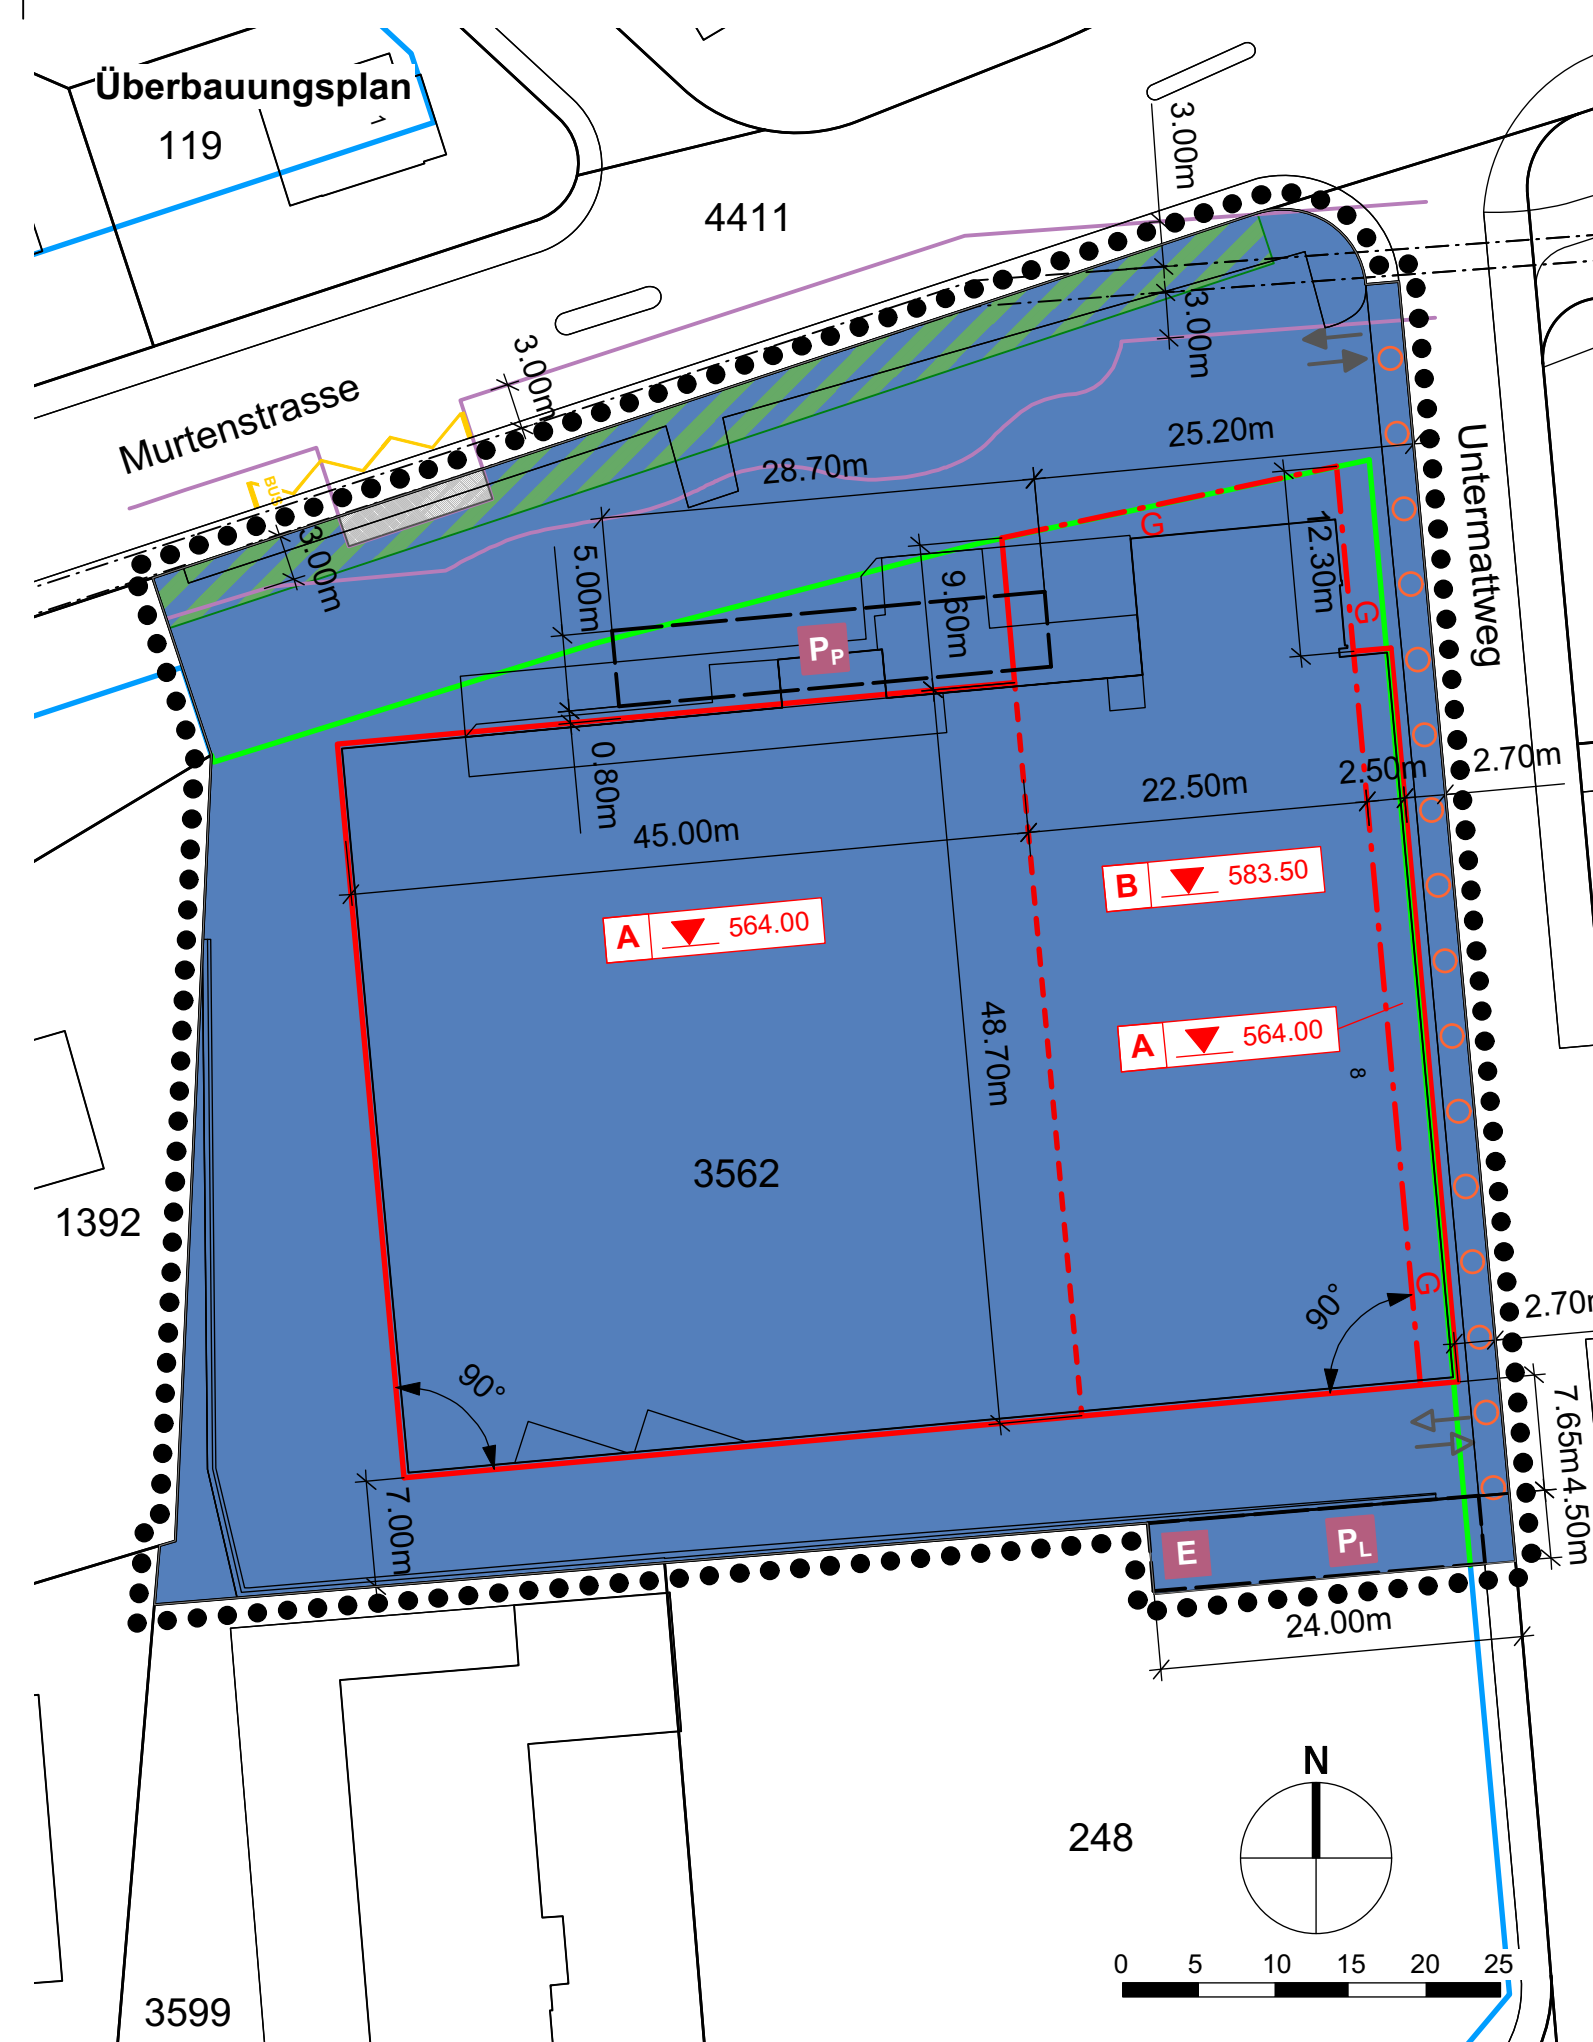 Überbauungsplan
1
119
3.00m
4411
3.00m
3.00m
Murtenstrasse
25.20m
28.70m
Untermattweg
BUS
3.00m
G
12.30m
5.00m
9.60m
G
P P
2.70m
2.50m
22.50m
0.80m
45.00m
B 583.50
A 564.00
A 564.00
48.70m
8
3562
1392
G
90°
2.70m
90°
7.65m
4.50m
7.00m
E
P L
24.00m
N
248
0 5 10 15 20 25
3599